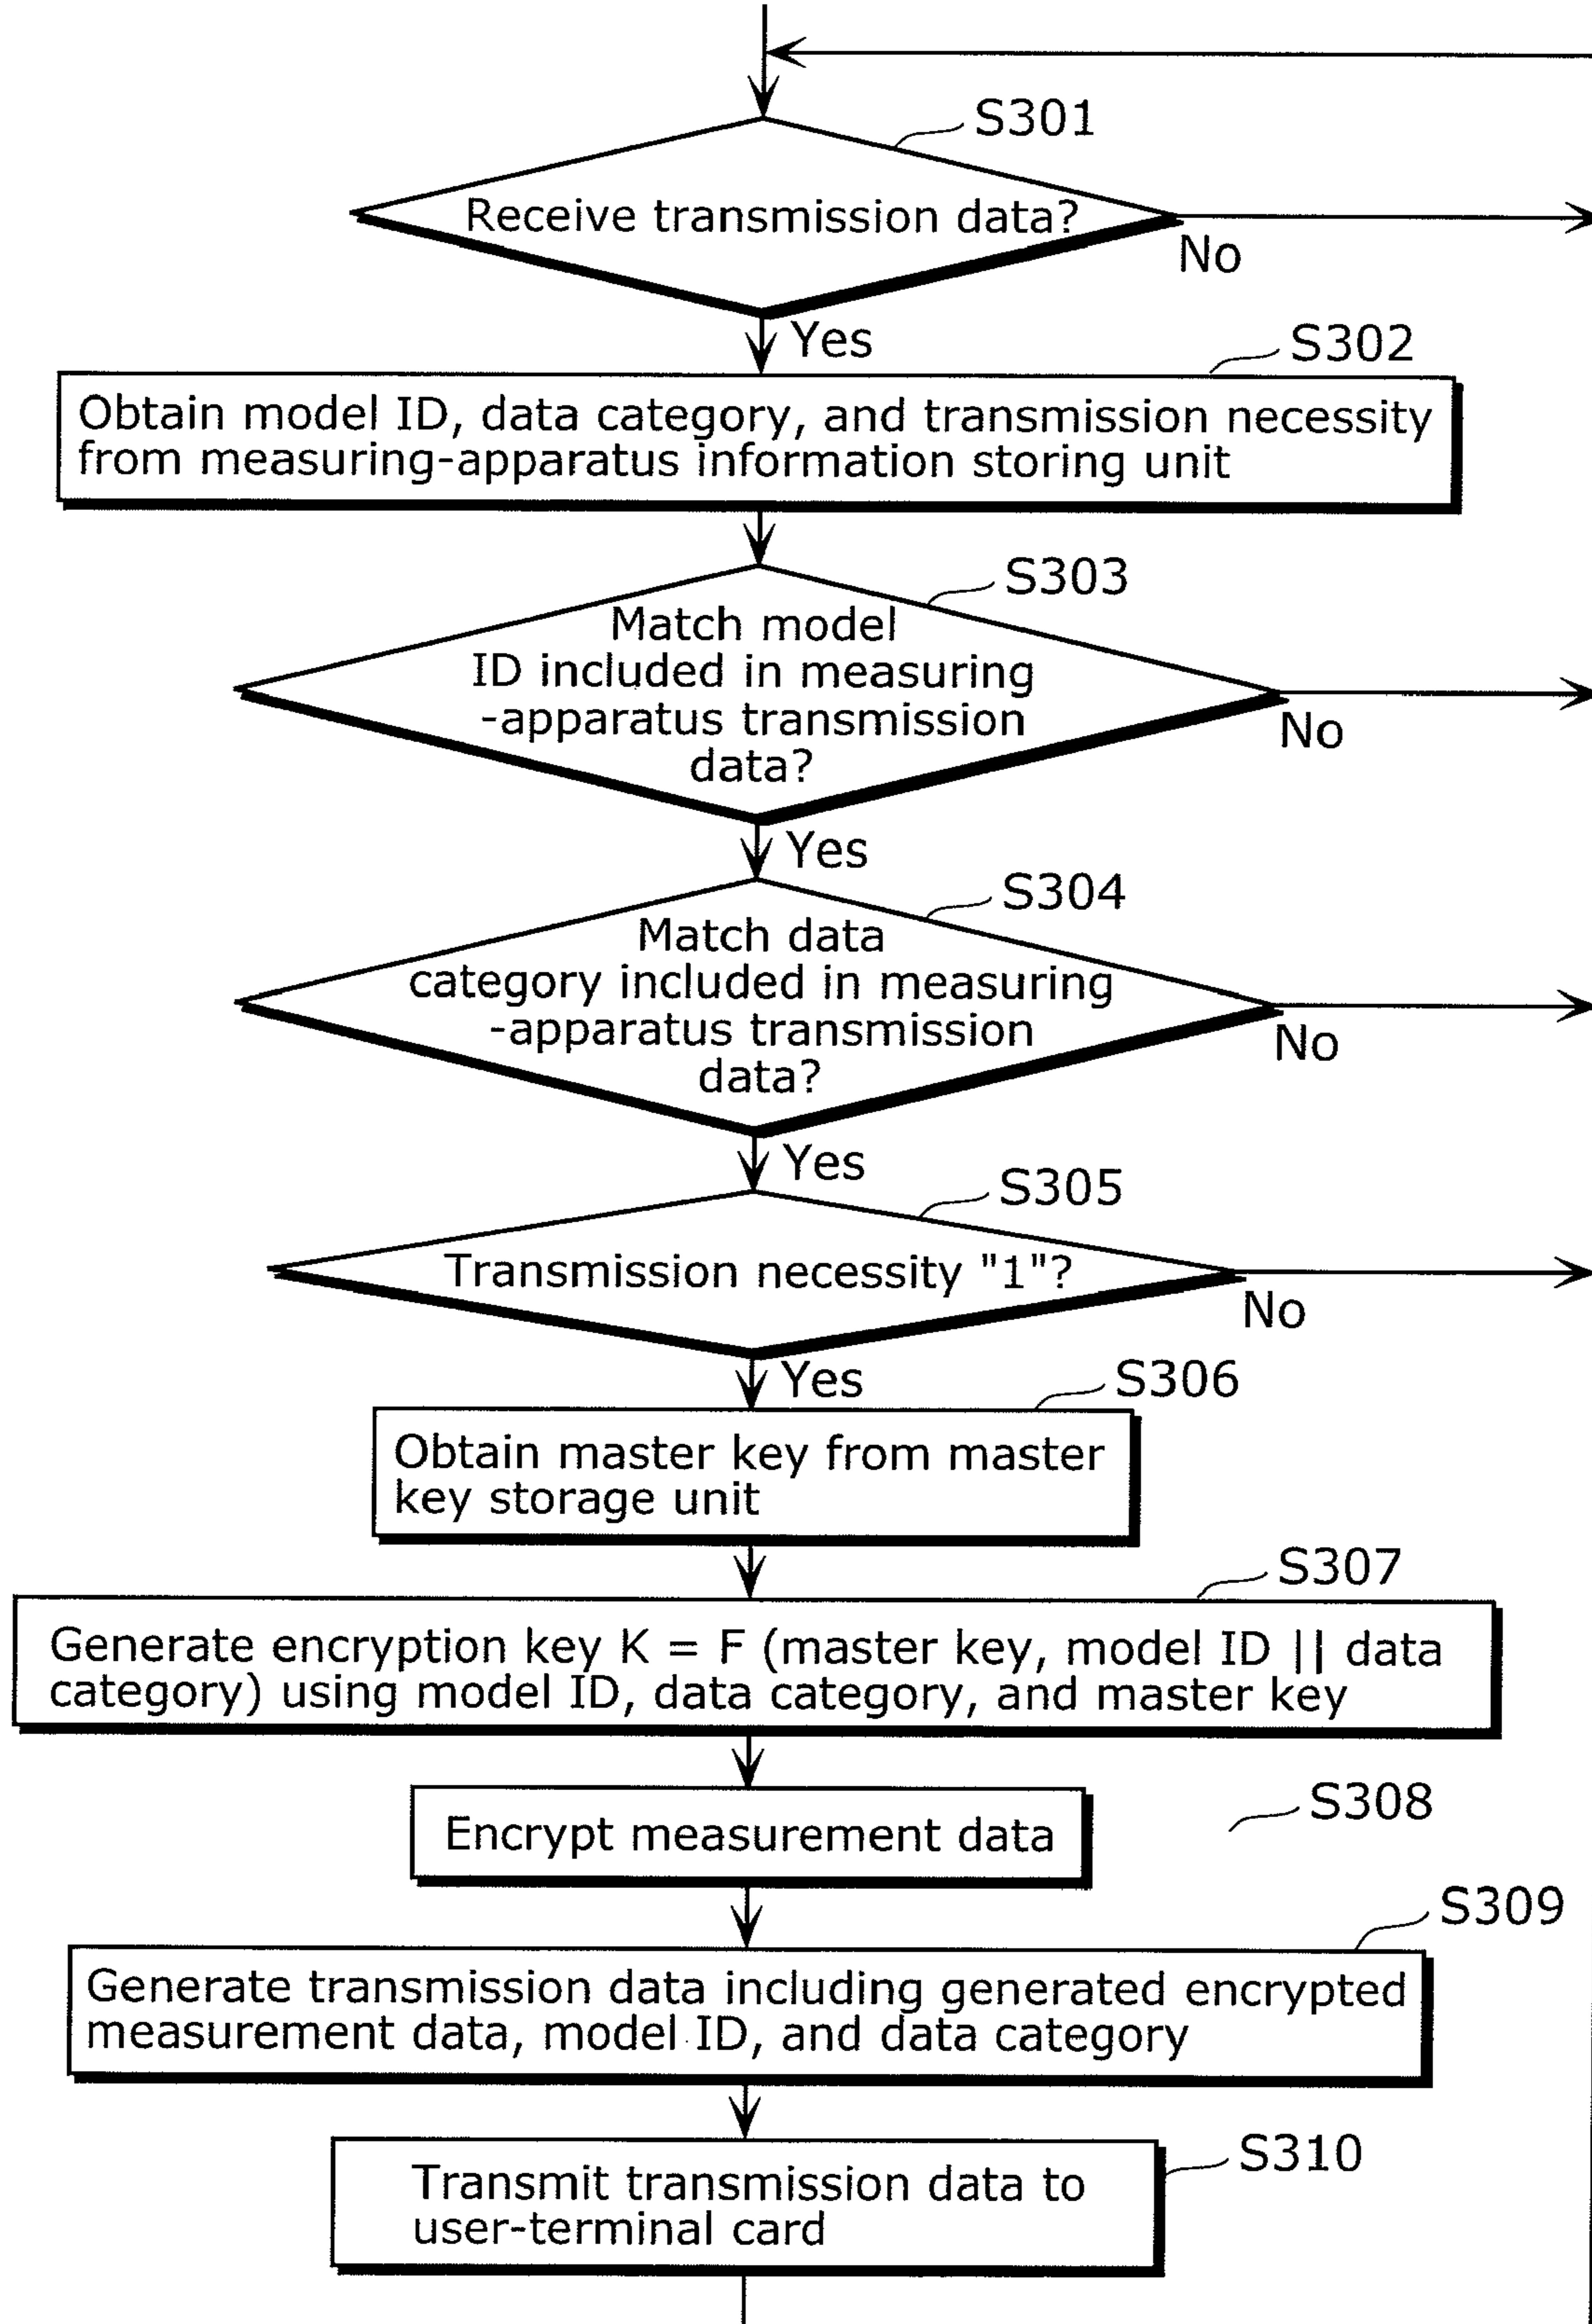 S301
Receive transmission data?
No
Yes
S302
Obtain model ID, data category, and transmission necessity
from measuring-apparatus information storing unit
S303
Match model
ID included in measuring
-apparatus transmission
data?
No
Yes
S304
Match data
category included in measuring
-apparatus transmission
data?
No
Yes
S305
Transmission necessity "1"?
No
Yes
S306
Obtain master key from master
key storage unit
S307
Generate encryption key K = F (master key, model ID || data
category) using model ID, data category, and master key
S308
Encrypt measurement data
S309
Generate transmission data including generated encrypted
measurement data, model ID, and data category
S310
Transmit transmission data to
user-terminal card